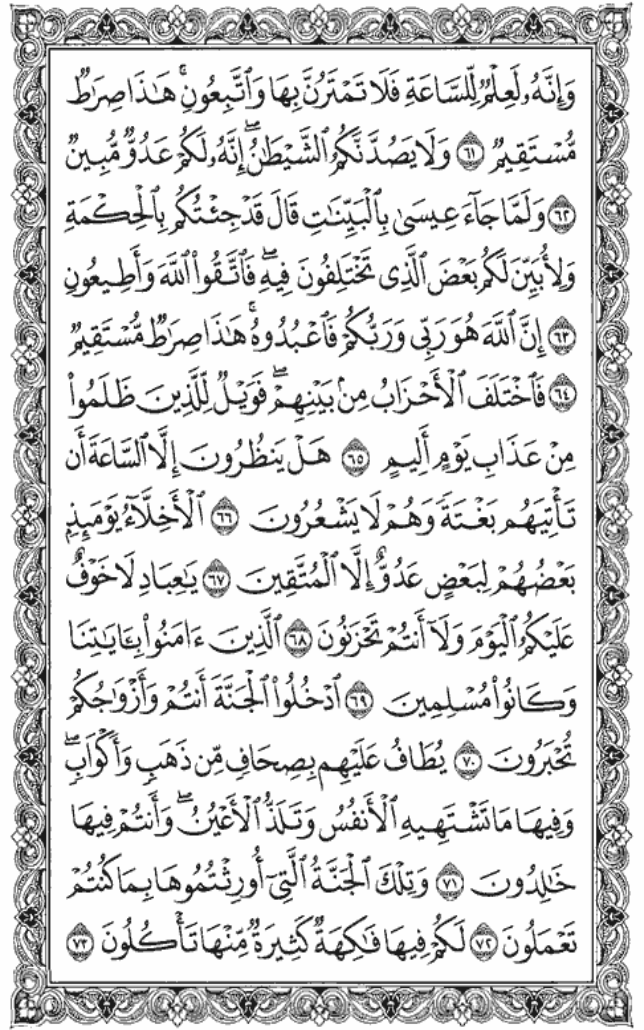 وَإِنَّهُۥ لَعِلْمٌ لِّلسَّاعَةِ فَلَا تَمْتَرُنَّ بِهَا وَٱتَّبِعُونِ ۚ هَـٰذَا صِرَٰطٌ
مُّسْتَقِيمٌ ٦١ وَلَا يَصُدَّنَّكُمُ ٱلشَّيْطَـٰنُ ۖ إِنَّهُۥ لَكُمْ عَدُوٌّ مُّبِينٌ
٦٢ وَلَمَّا جَآءَ عِيسَىٰ بِٱلْبَيِّنَـٰتِ قَالَ قَدْ جِئْتُكُم بِٱلْحِكْمَةِ
وَلِأُبَيِّنَ لَكُم بَعْضَ ٱلَّذِى تَخْتَلِفُونَ فِيهِ ۖ فَٱتَّقُوا۟ ٱللَّهَ وَأَطِيعُونِ
٦٣ إِنَّ ٱللَّهَ هُوَ رَبِّى وَرَبُّكُمْ فَٱعْبُدُوهُ ۚ هَـٰذَا صِرَٰطٌ مُّسْتَقِيمٌ
٦٤ فَٱخْتَلَفَ ٱلْأَحْزَابُ مِنۢ بَيْنِهِمْ ۖ فَوَيْلٌ لِّلَّذِينَ ظَلَمُوا۟
مِنْ عَذَابِ يَوْمٍ أَلِيمٍ ٦٥ هَلْ يَنظُرُونَ إِلَّا ٱلسَّاعَةَ أَن
تَأْتِيَهُم بَغْتَةً وَهُمْ لَا يَشْعُرُونَ ٦٦ ٱلْأَخِلَّآءُ يَوْمَئِذٍۭ
بَعْضُهُمْ لِبَعْضٍ عَدُوٌّ إِلَّا ٱلْمُتَّقِينَ ٦٧ يَـٰعِبَادِ لَا خَوْفٌ
عَلَيْكُمُ ٱلْيَوْمَ وَلَآ أَنتُمْ تَحْزَنُونَ ٦٨ ٱلَّذِينَ ءَامَنُوا۟ بِـَٔايَـٰتِنَا
وَكَانُوا۟ مُسْلِمِينَ ٦٩ ٱدْخُلُوا۟ ٱلْجَنَّةَ أَنتُمْ وَأَزْوَٰجُكُمْ
تُحْبَرُونَ ٧٠ يُطَافُ عَلَيْهِم بِصِحَافٍ مِّن ذَهَبٍ وَأَكْوَابٍ ۖ
وَفِيهَا مَا تَشْتَهِيهِ ٱلْأَنفُسُ وَتَلَذُّ ٱلْأَعْيُنُ ۖ وَأَنتُمْ فِيهَا
خَـٰلِدُونَ ٧١ وَتِلْكَ ٱلْجَنَّةُ ٱلَّتِىٓ أُورِثْتُمُوهَا بِمَا كُنتُمْ
تَعْمَلُونَ ٧٢ لَكُمْ فِيهَا فَـٰكِهَةٌ كَثِيرَةٌ مِّنْهَا تَأْكُلُونَ ٧٣